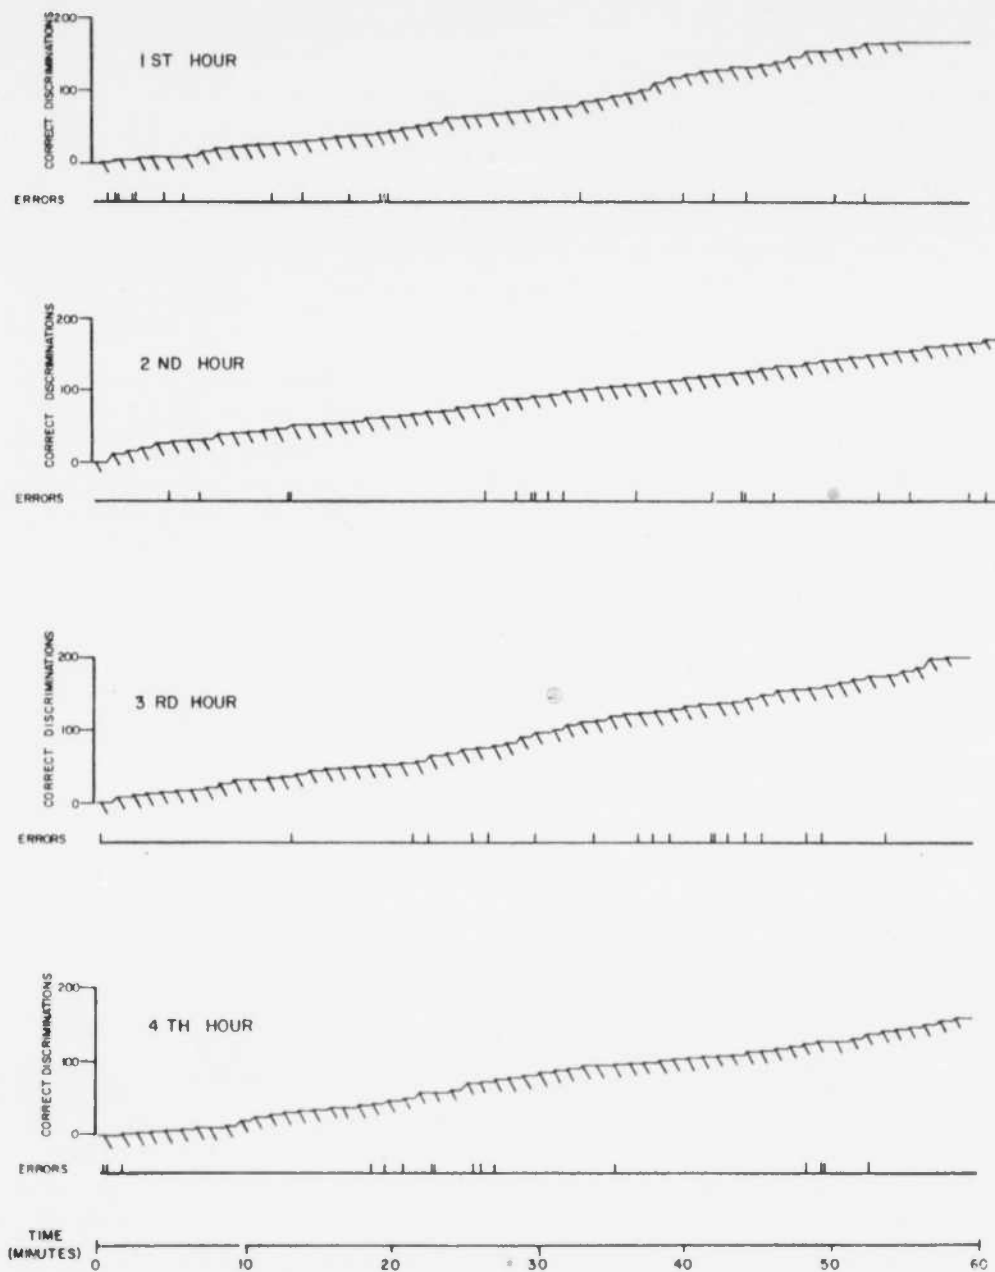 CORRECT DISCRIMINATIONS
200
100
0
1 ST HOUR
ERRORS
CORRECT DISCRIMINATIONS
200
100
0
2 ND HOUR
ERRORS
CORRECT DISCRIMINATIONS
200
100
0
3 RD HOUR
ERRORS
CORRECT DISCRIMINATIONS
200
100
0
4 TH HOUR
ERRORS
TIME
(MINUTES)
0 10 20 30 40 50 60